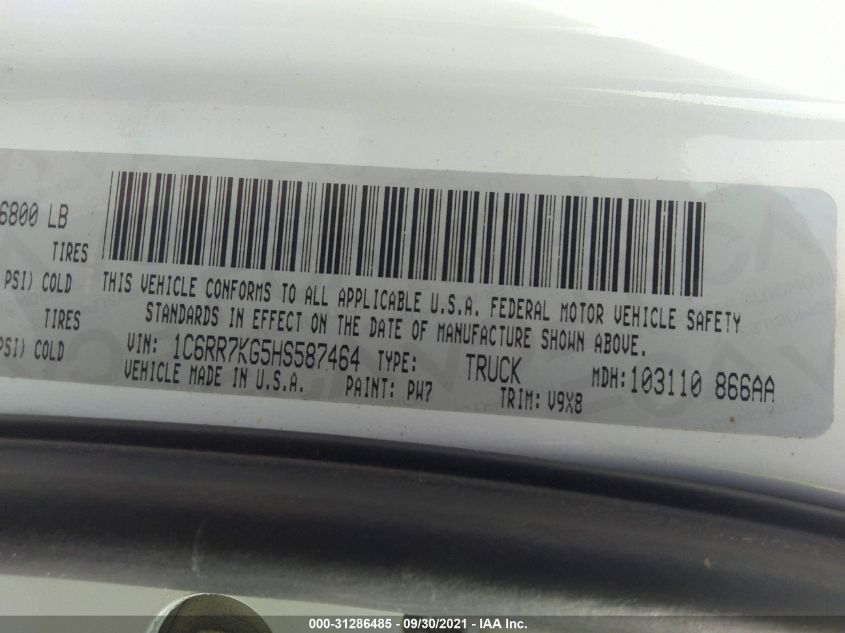 6800 LB
TIRES
PSI) COLD
TIRES
PSI) COLD
THIS VEHICLE CONFORMS TO ALL APPLICABLE U.S.A. FEDERAL MOTOR VEHICLE SAFETY
STANDARDS IN EFFECT ON THE DATE OF MANUFACTURE SHOWN ABOVE.
VIN: 1C6RR7KG5HS587464 TYPE: TRUCK MDH:103110 866AA
VEHICLE MADE IN U.S.A. PAINT: PW7 TRIM: V9X8
000-31286485 - 09/30/2021 - IAA Inc.